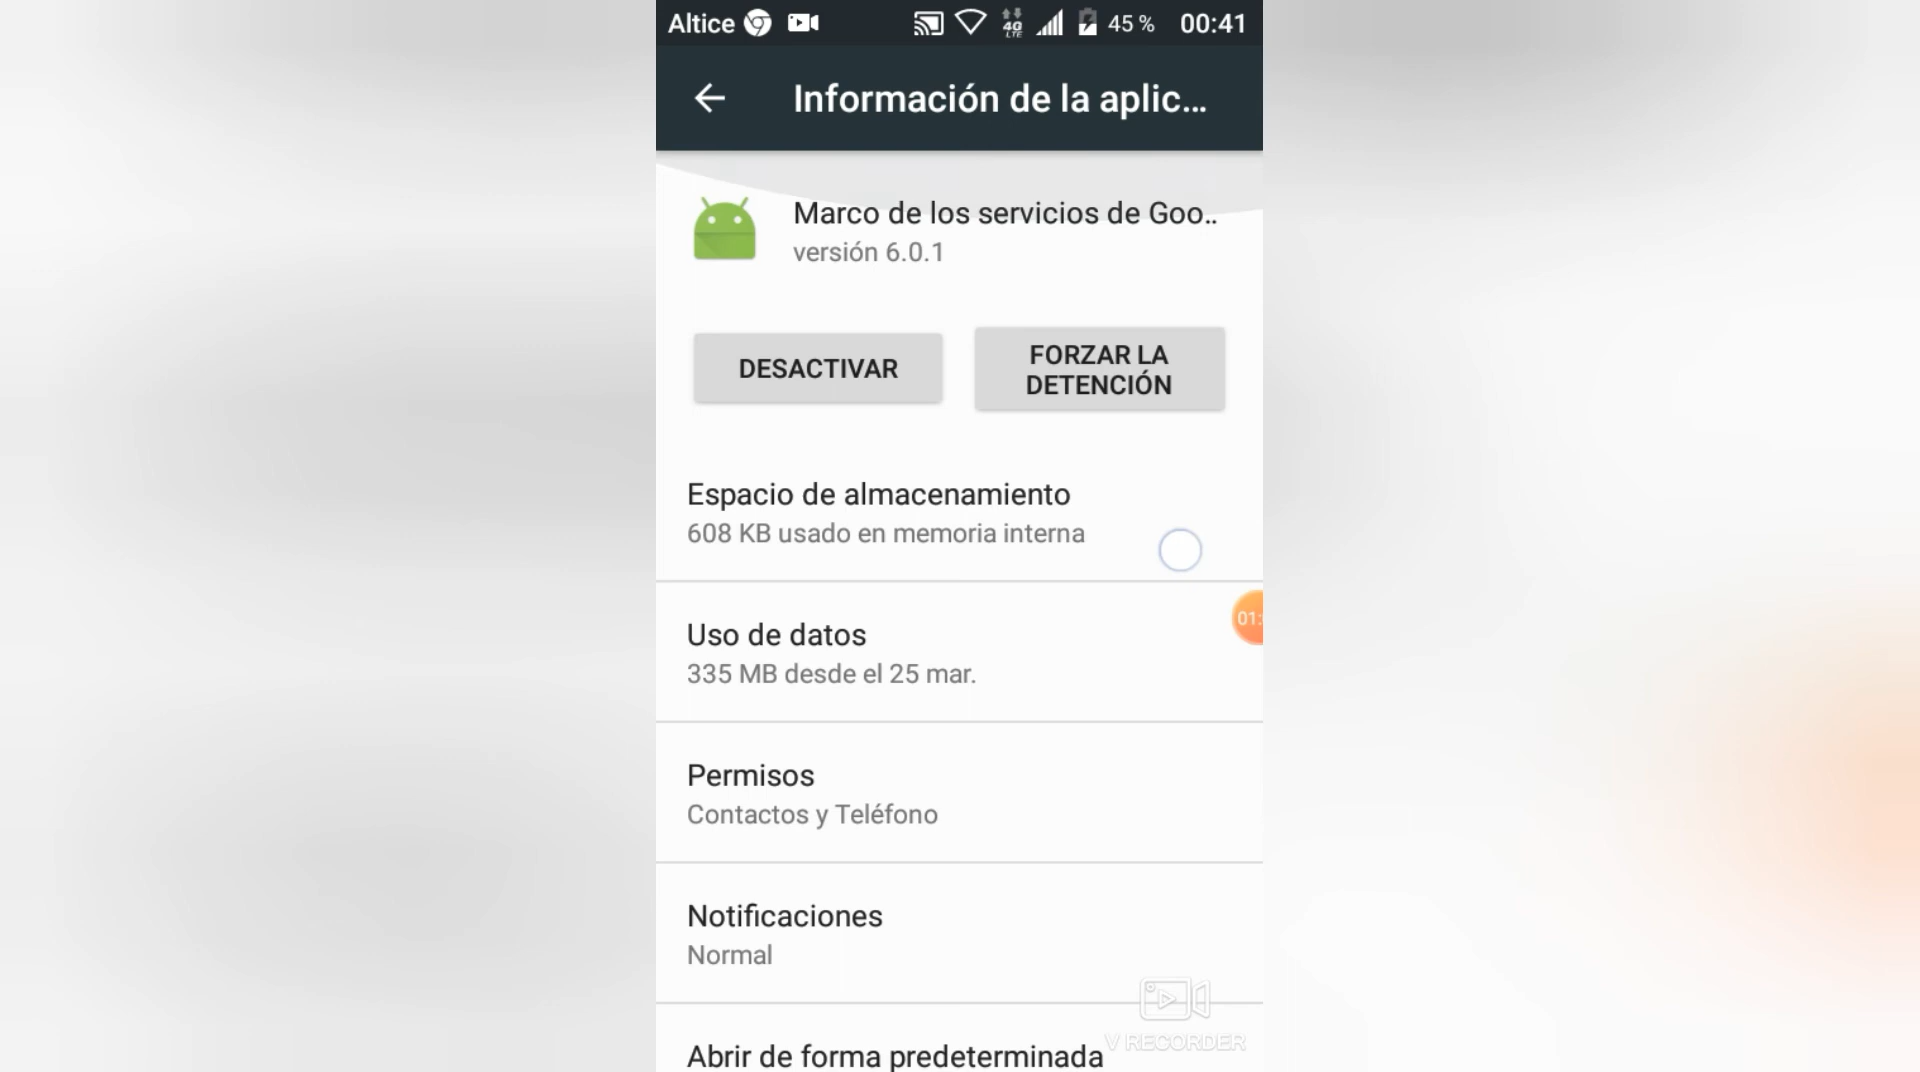 Altice 4G LTE 45 % 00:41
Información de la aplic...
Marco de los servicios de Goo..
versión 6.0.1
DESACTIVAR
FORZAR LA
DETENCIÓN
Espacio de almacenamiento
608 KB usado en memoria interna
Uso de datos
335 MB desde el 25 mar.
Permisos
Contactos y Teléfono
Notificaciones
Normal
V RECORDER
Abrir de forma predeterminada